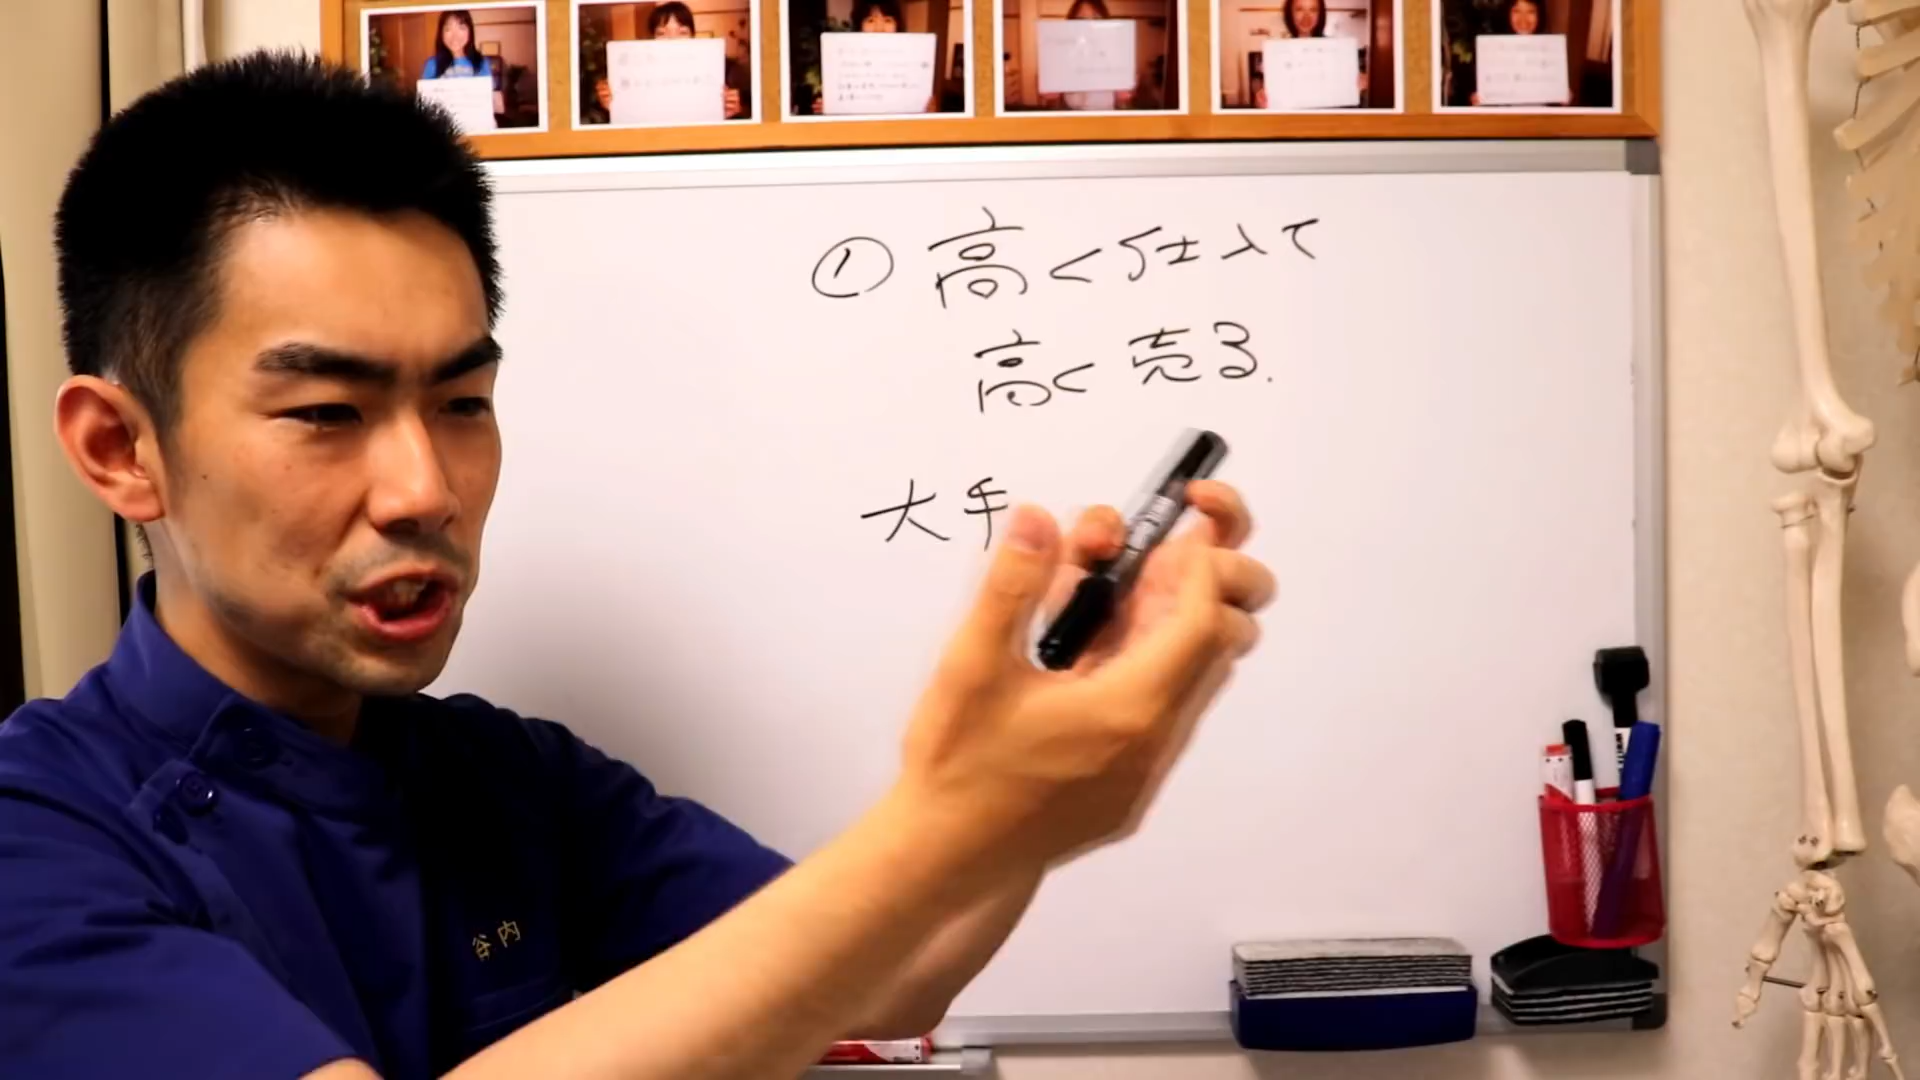 ① 高く仕入て
高く売る.
大手
谷内